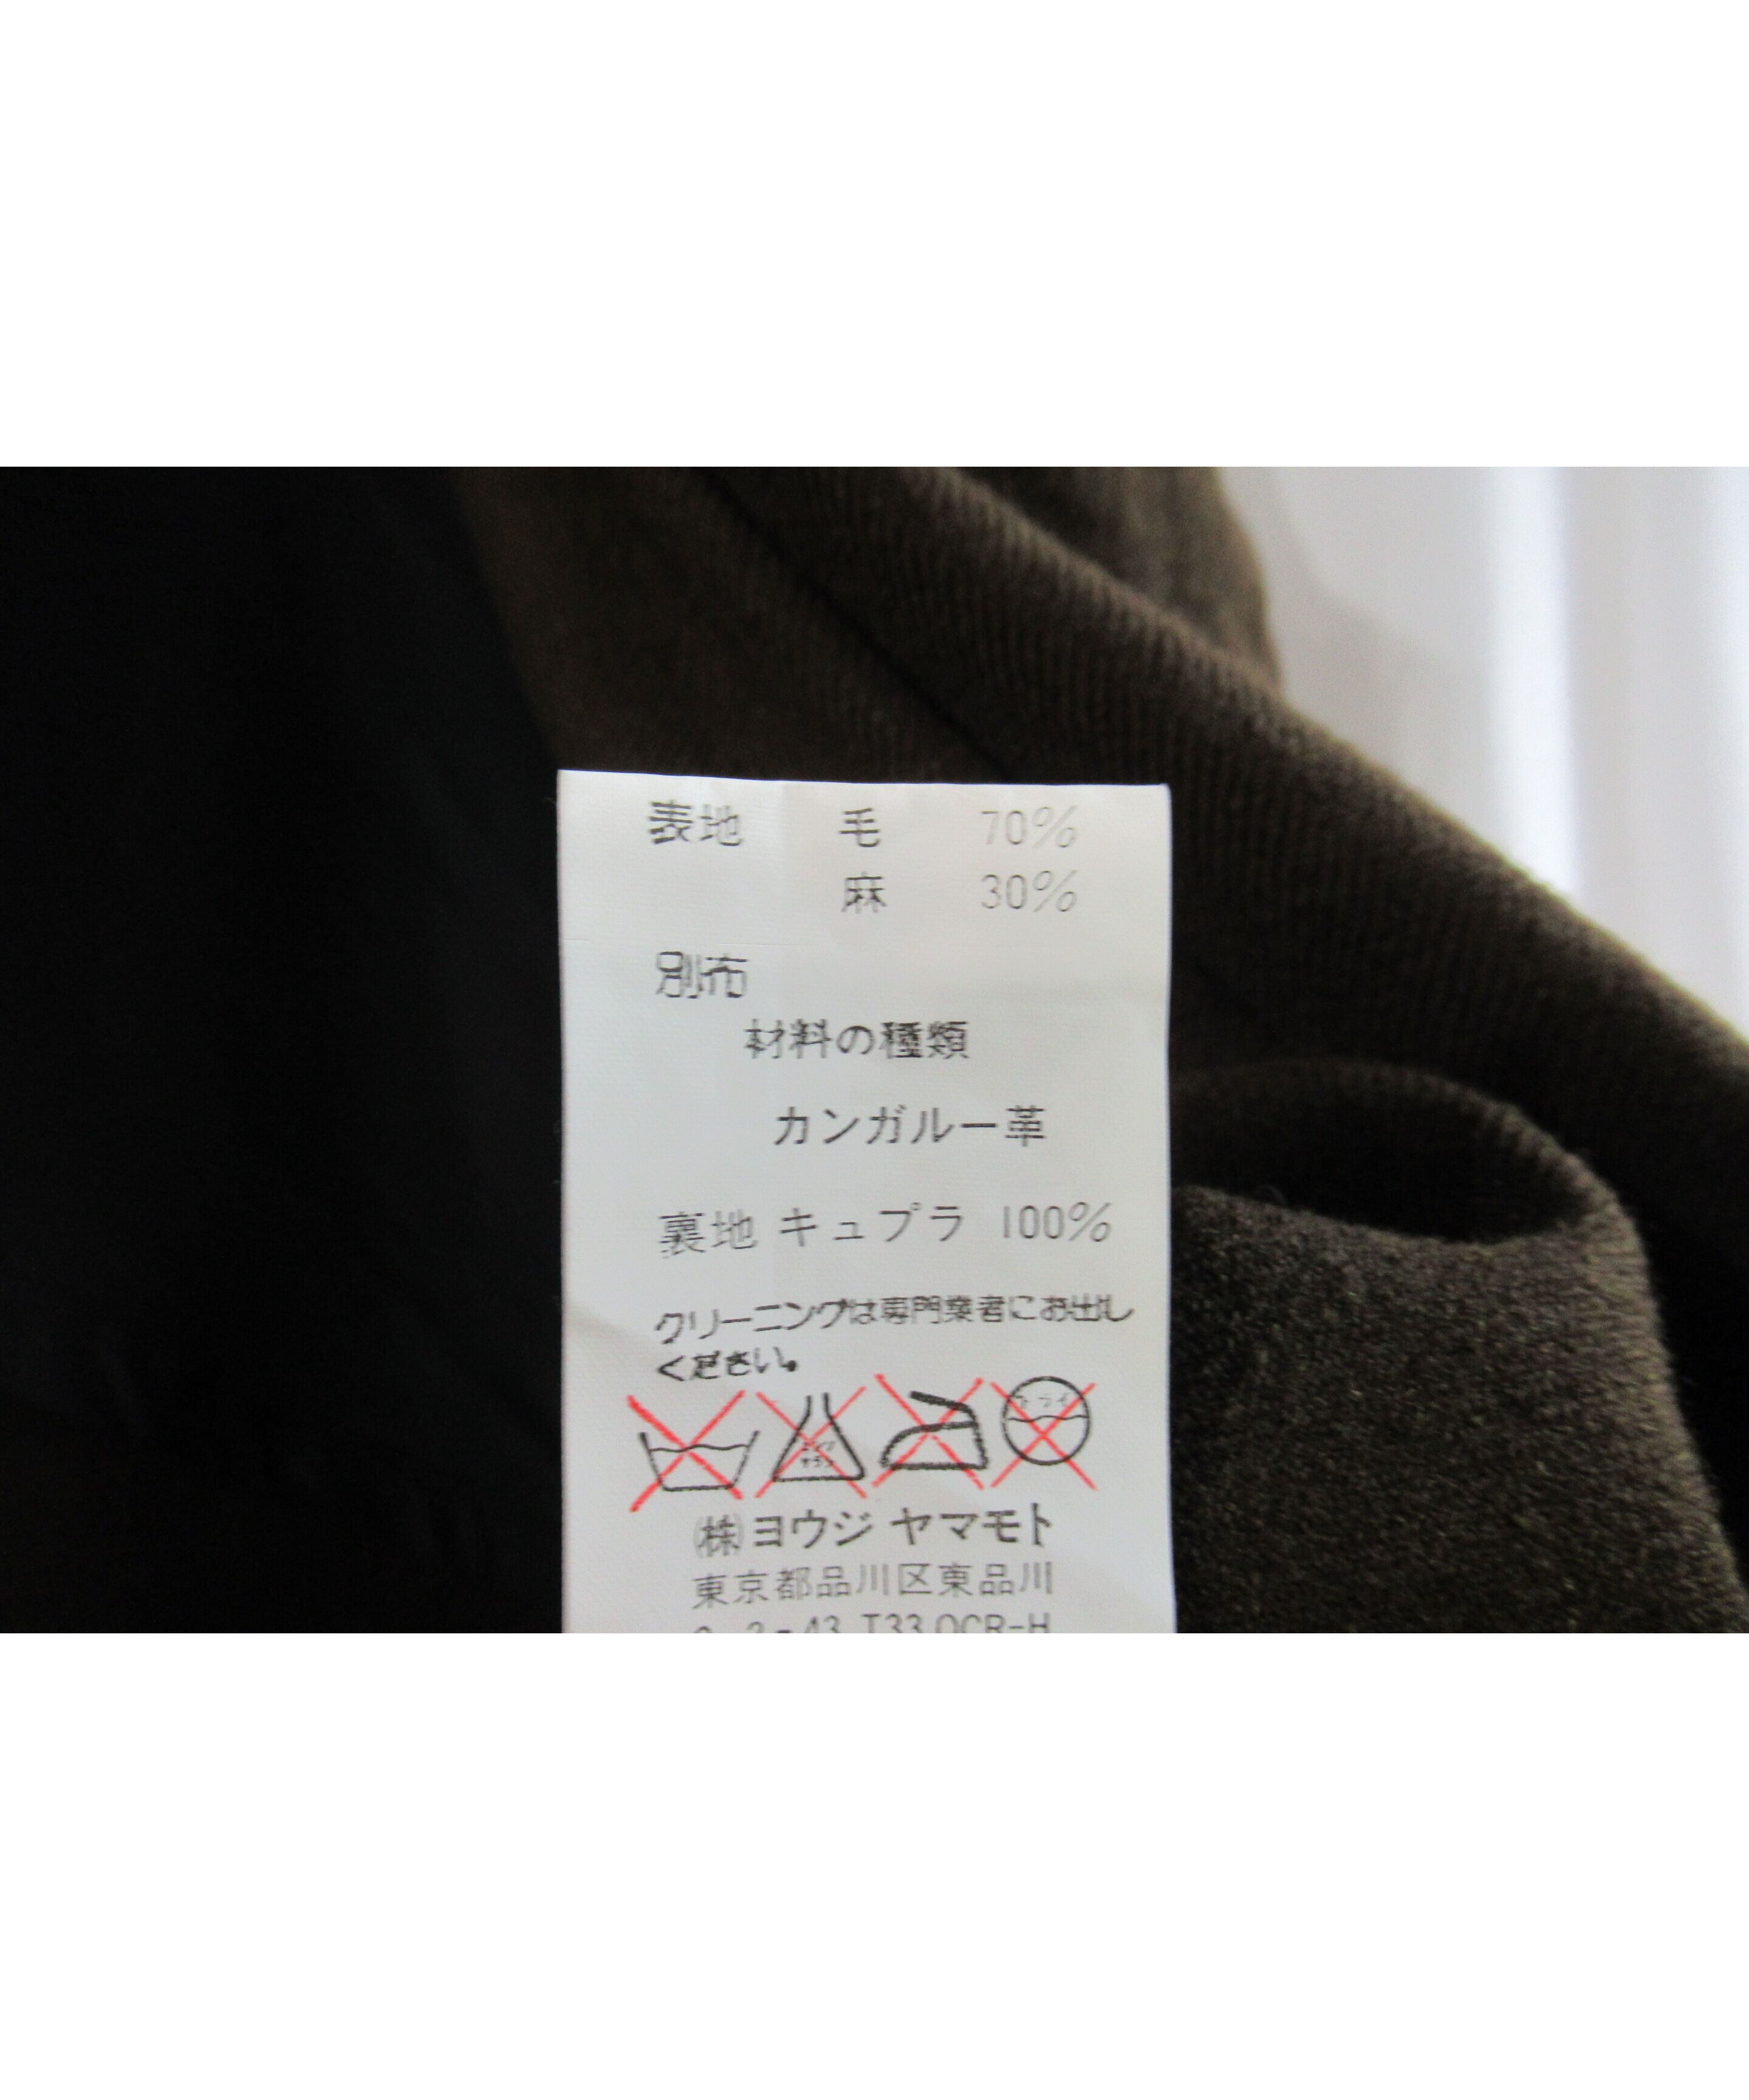 表地 毛 70%
麻 30%
別布
材料の種類
カンガルー革
裏地 キュプラ 100%
クリーニングは専門業者にお出し
ください。
ドライ
㈱ヨウジ ヤマモト
東京都品川区東品川